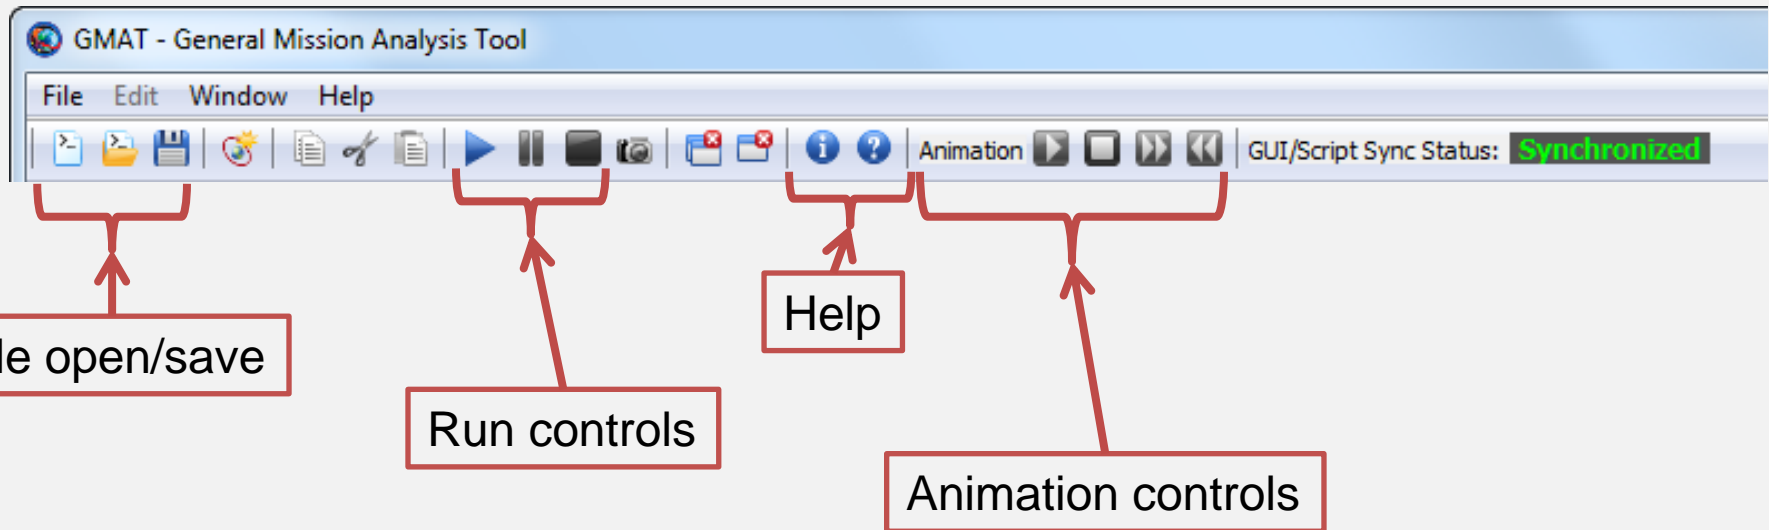 GMAT - General Mission Analysis Tool
File Edit Window Help
Animation GUI/Script Sync Status: Synchronized
Help
open/save
Run controls
Animation controls